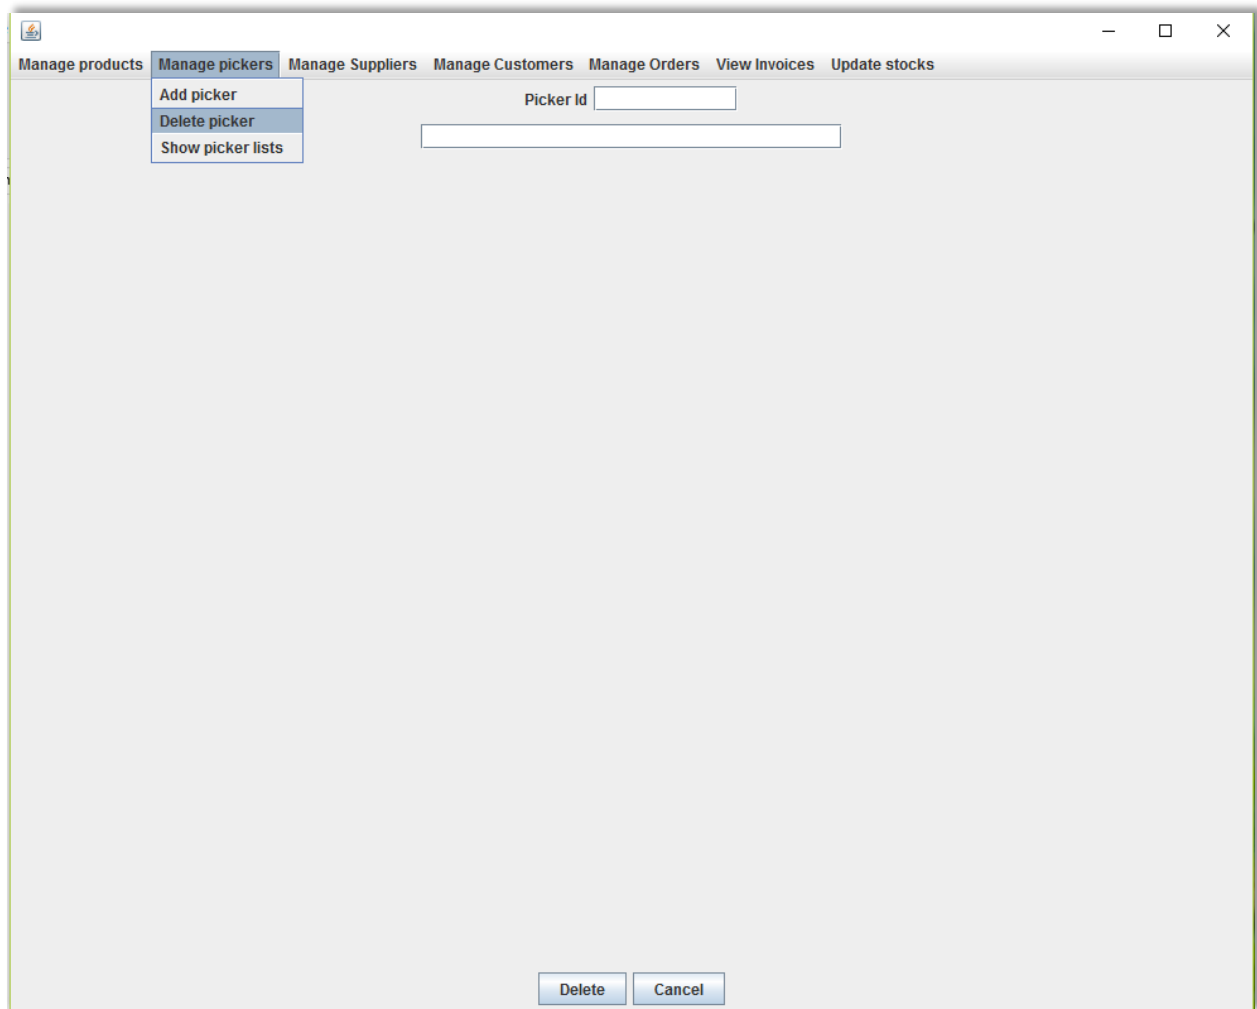 Manage products Manage pickers Manage Suppliers Manage Customers Manage Orders View Invoices Update stocks
Add picker
Delete picker
Show picker lists
Picker Id
Delete Cancel